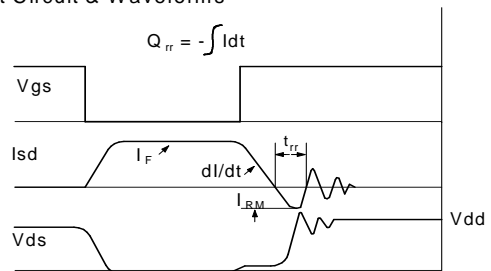 t Circuit & Waveforms
Q rr = -∫Idt
Vgs
Isd
I F
dI/dt
t rr
I RM
Vds
Vdd